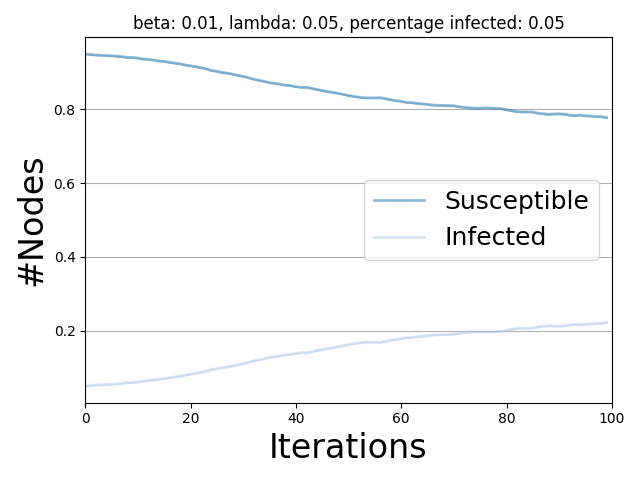 beta: 0.01, lambda: 0.05, percentage infected: 0.05
#Nodes
0.8
0.6
0.4
0.2
Susceptible
Infected
0
20
40
60
80
100
Iterations